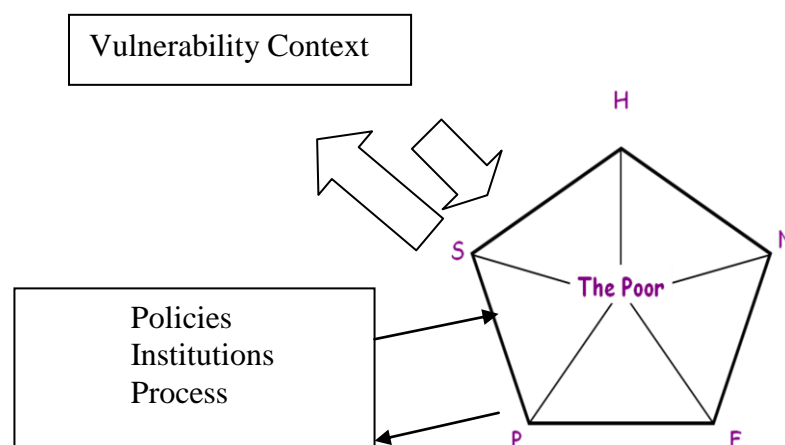 Vulnerability Context
H
S
N
The Poor
Policies
Institutions
Process
P